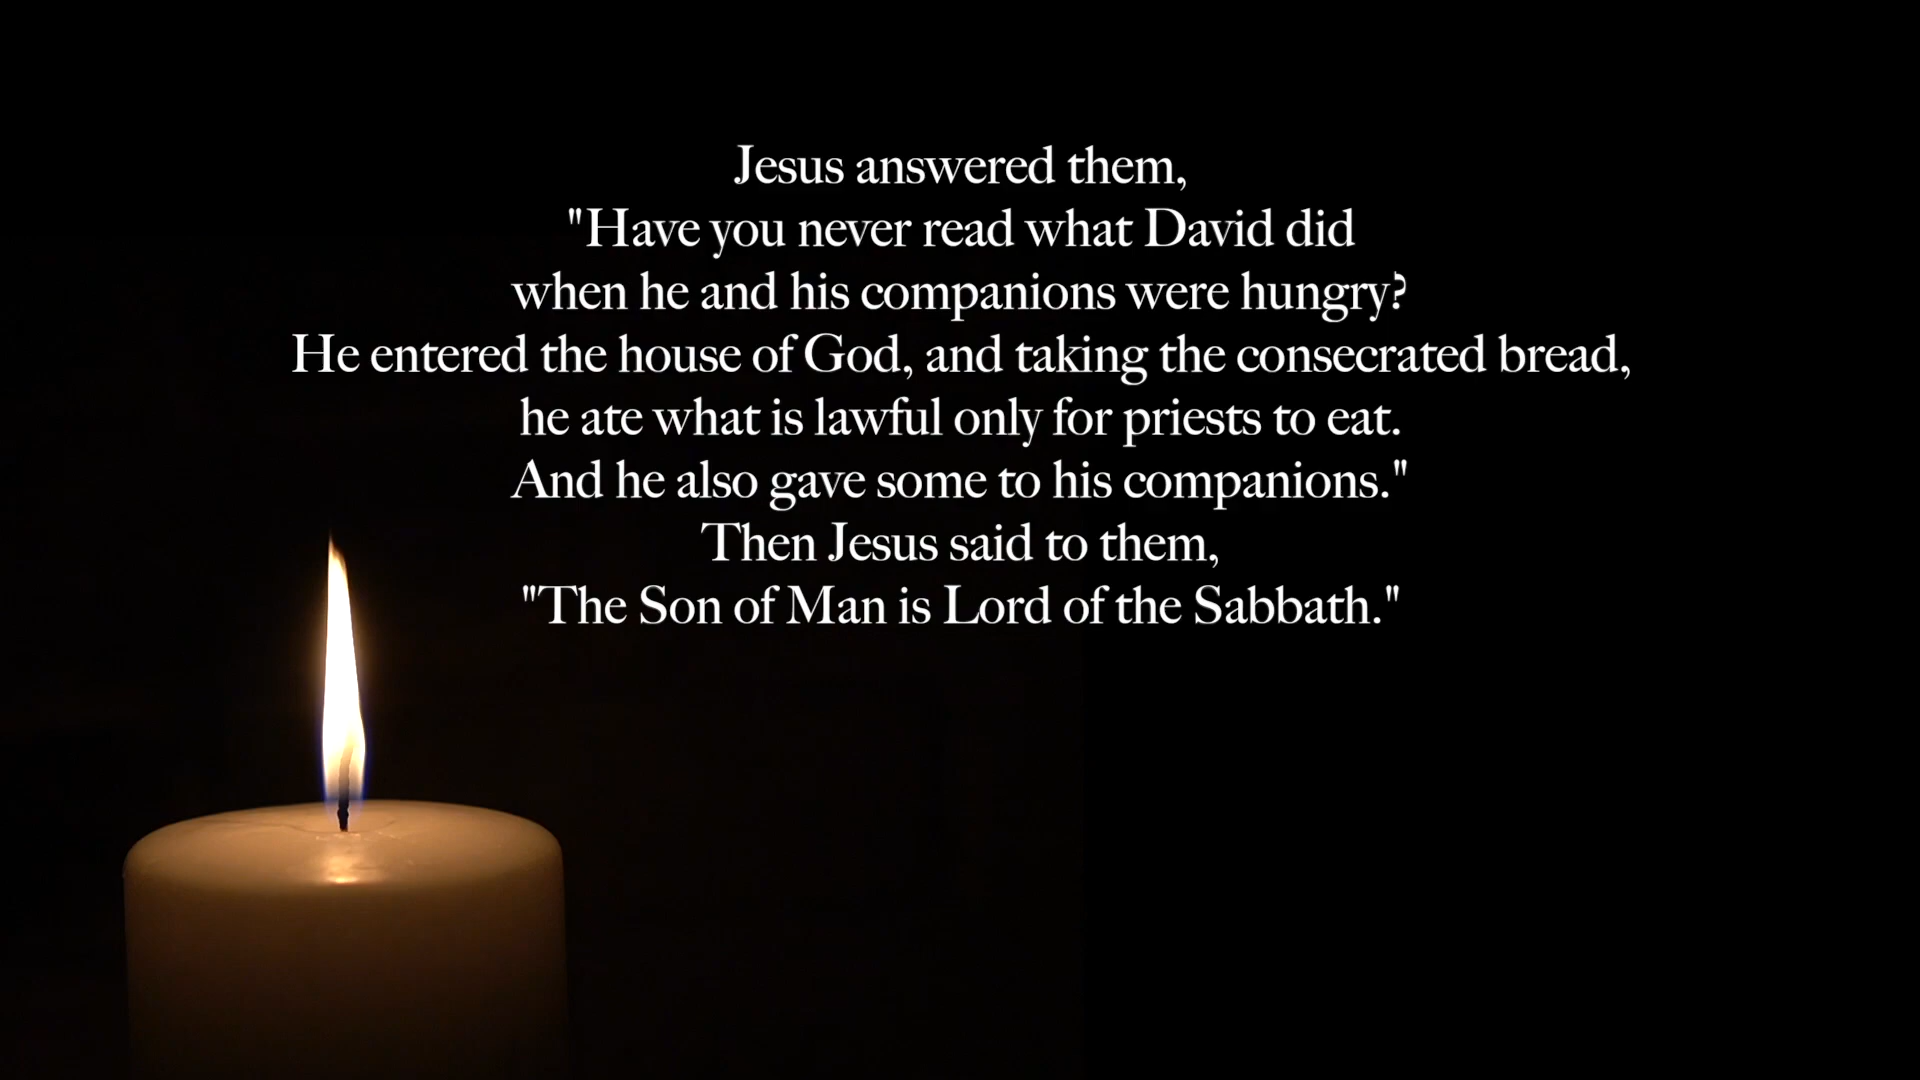 Jesus answered them,
"Have you never read what David did
when he and his companions were hungry?
He entered the house of God, and taking the consecrated bread,
he ate what is lawful only for priests to eat.
And he also gave some to his companions."
Then Jesus said to them,
"The Son of Man is Lord of the Sabbath."